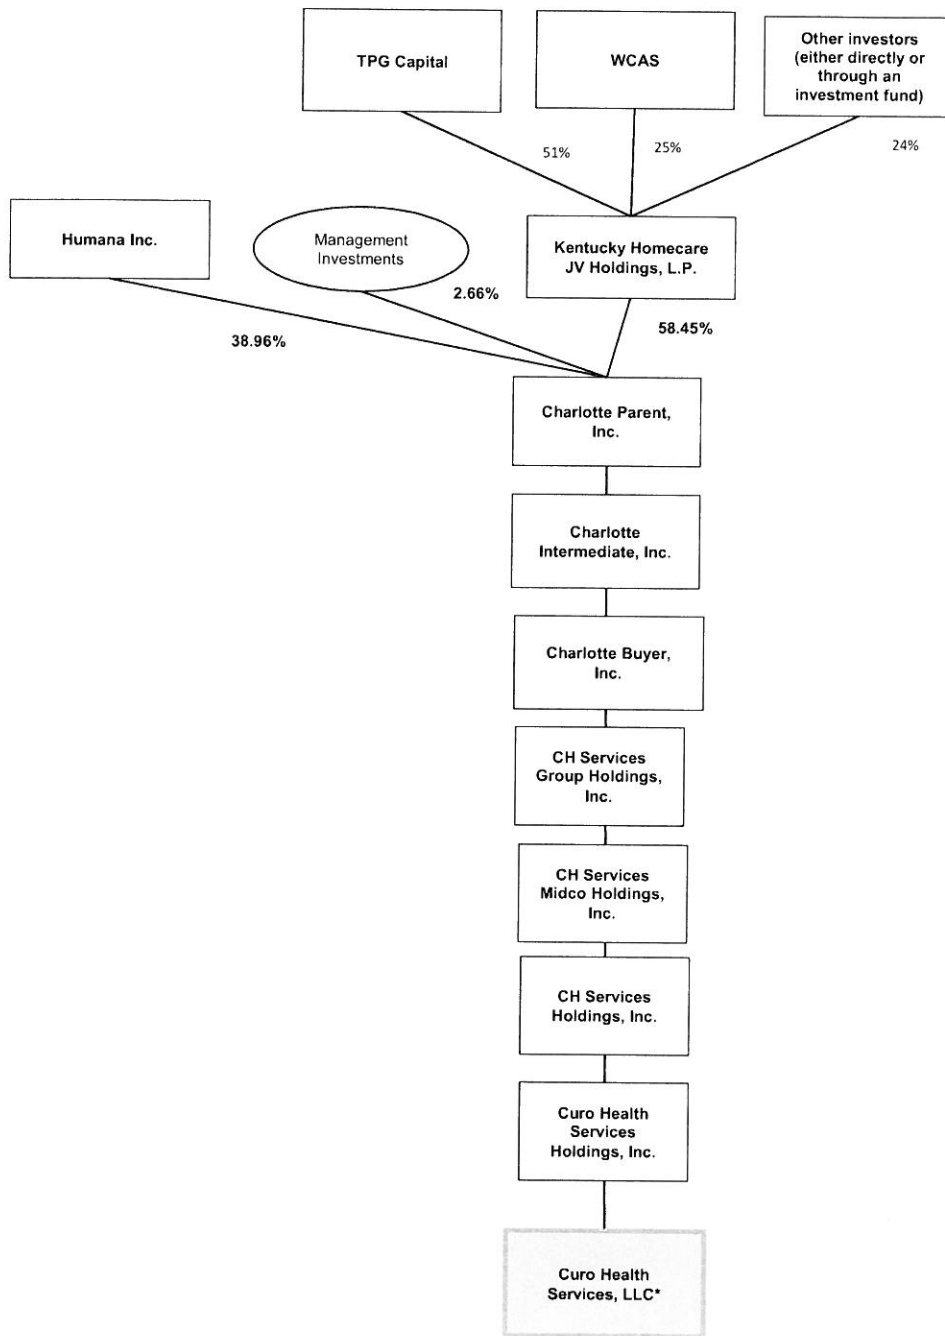 TPG Capital
WCAS
Other investors
(either directly or
through an
investment fund)
51%
25%
24%
Humana Inc.
Management
Investments
Kentucky Homecare
JV Holdings, L.P.
2.66%
58.45%
38.96%
Charlotte Parent,
Inc.
Charlotte
Intermediate, Inc.
Charlotte Buyer,
Inc.
CH Services
Group Holdings,
Inc.
CH Services
Midco Holdings,
Inc.
CH Services
Holdings, Inc.
Curo Health
Services
Holdings, Inc.
Curo Health
Services, LLC*